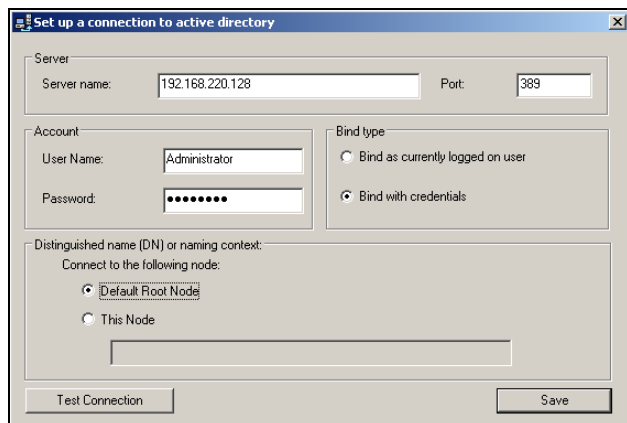 Set up a connection to active directory
Server
Server name: 192.168.220.128 Port: 389
Account
User Name: Administrator
Password: ●●●●●●●●
Bind type
Bind as currently logged on user
Bind with credentials
Distinguished name (DN) or naming context:
Connect to the following node:
Default Root Node
This Node
Test Connection Save